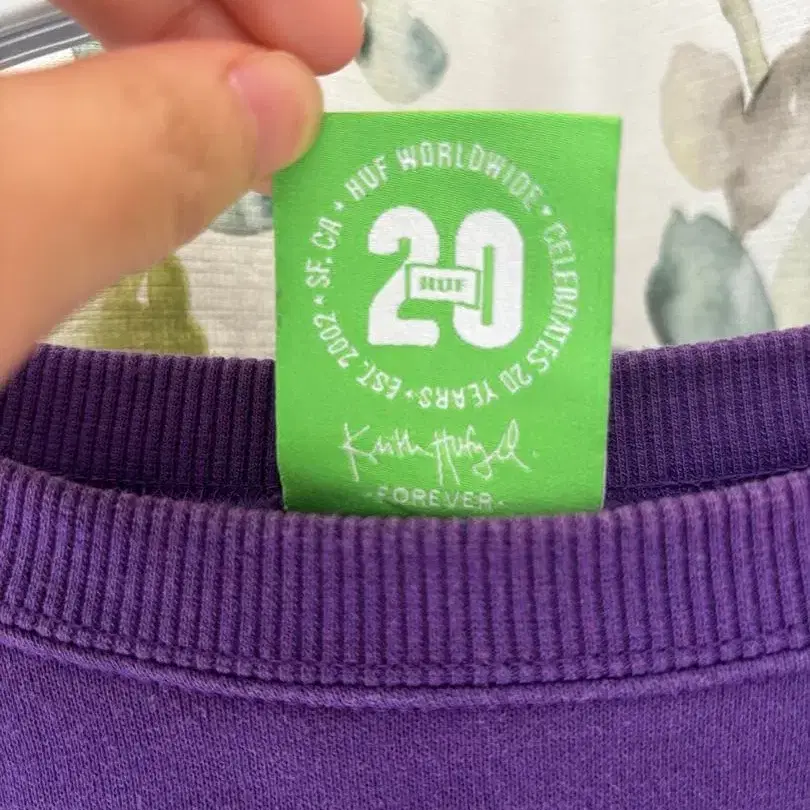 HUF WORLDWIDE • CELEBRATES 20 YEARS • EST. 2002 • SF, CA •
20
HUF
Keith Hufnagel
-FOREVER-